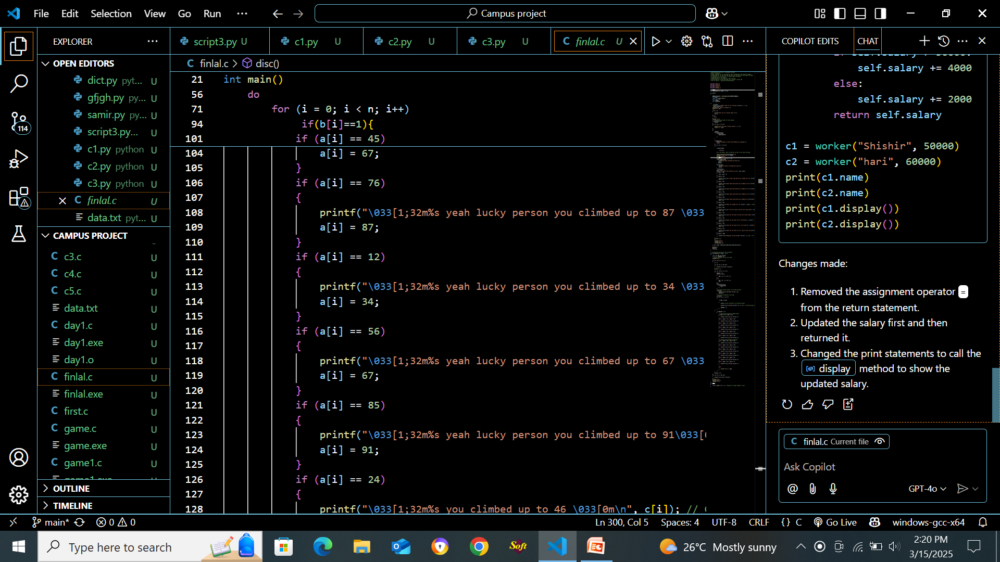 File Edit Selection View Go Run ···
Campus project
EXPLORER ···
OPEN EDITORS
dict.py pyt... U
gfjgh.py py... U
samir.py py... U
script3.py... U
c1.py python U
c2.py python U
c3.py python U
C finlal.c U
data.txt pyt... U
CAMPUS PROJECT
C c3.c U
C c4.c U
C c5.c U
data.txt U
C day1.c U
day1.exe U
day1.o U
C finlal.c U
finlal.exe U
C first.c U
C game.c U
game.exe U
C game1.c U
game1.exe
OUTLINE
TIMELINE
114
script3.py U c1.py U c2.py U c3.py U C finlal.c U
C finlal.c > disc()
21 int main()
56 do
71 for (i = 0; i < n; i++)
94 if(b[i]==1){
101 if (a[i] == 45)
104 a[i] = 67;
105 }
106 if (a[i] == 76)
107 {
108 printf("\033[1;32m%s yeah lucky person you climbed up to 87 \033
109 a[i] = 87;
110 }
111 if (a[i] == 12)
112 {
113 printf("\033[1;32m%s yeah lucky person you climbed up to 34 \033
114 a[i] = 34;
115 }
116 if (a[i] == 56)
117 {
118 printf("\033[1;32m%s yeah lucky person you climbed up to 67 \033
119 a[i] = 67;
120 }
121 if (a[i] == 85)
122 {
123 printf("\033[1;32m%s yeah lucky person you climbed up to 91\033[
124 a[i] = 91;
125 }
126 if (a[i] == 24)
127 {
128 printf("\033[1;32m%s you climbed up to 46 \033[0m\n", c[i]); //
COPILOT EDITS CHAT
self.salary += 4000
else:
self.salary += 2000
return self.salary
c1 = worker("Shishir", 50000)
c2 = worker("hari", 60000)
print(c1.name)
print(c2.name)
print(c1.display())
print(c2.display())
Changes made:
1. Removed the assignment operator =
from the return statement.
2. Updated the salary first and then
returned it.
3. Changed the print statements to call the
display method to show the
updated salary.
C finlal.c Current file
Ask Copilot
@ GPT-4o
main* 0 0 Ln 300, Col 5 Spaces: 4 UTF-8 CRLF {} C Go Live windows-gcc-x64
Type here to search
Soft
26°C Mostly sunny
2:20 PM
3/15/2025